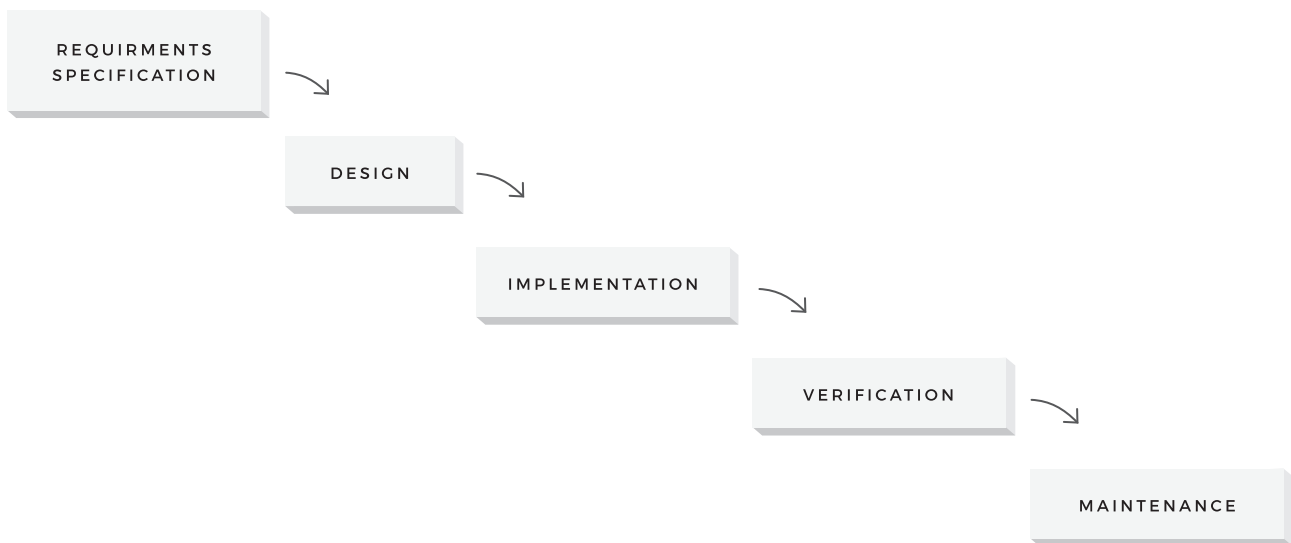 REQUIRMENTS
SPECIFICATION
DESIGN
IMPLEMENTATION
VERIFICATION
MAINTENANCE